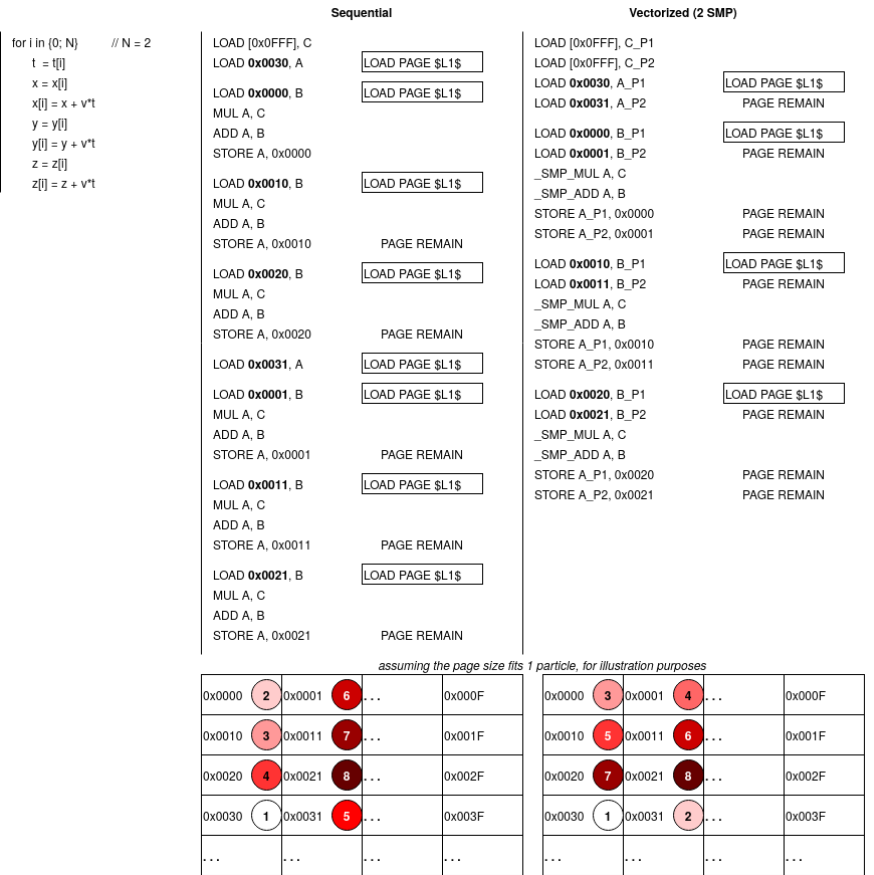 Sequential
Vectorized (2 SMP)
for i in {0; N} // N = 2
t = t[i]
x = x[i]
x[i] = x + v*t
y = y[i]
y[i] = y + v*t
z = z[i]
z[i] = z + v*t
LOAD [0x0FFF], C
LOAD 0x0030, A LOAD PAGE $L1$
LOAD 0x0000, B LOAD PAGE $L1$
MUL A, C
ADD A, B
STORE A, 0x0000
LOAD 0x0010, B LOAD PAGE $L1$
MUL A, C
ADD A, B
STORE A, 0x0010 PAGE REMAIN
LOAD 0x0020, B LOAD PAGE $L1$
MUL A, C
ADD A, B
STORE A, 0x0020 PAGE REMAIN
LOAD 0x0031, A LOAD PAGE $L1$
LOAD 0x0001, B LOAD PAGE $L1$
MUL A, C
ADD A, B
STORE A, 0x0001 PAGE REMAIN
LOAD 0x0011, B LOAD PAGE $L1$
MUL A, C
ADD A, B
STORE A, 0x0011 PAGE REMAIN
LOAD 0x0021, B LOAD PAGE $L1$
MUL A, C
ADD A, B
STORE A, 0x0021 PAGE REMAIN
LOAD [0x0FFF], C_P1
LOAD [0x0FFF], C_P2
LOAD 0x0030, A_P1 LOAD PAGE $L1$
LOAD 0x0031, A_P2 PAGE REMAIN
LOAD 0x0000, B_P1 LOAD PAGE $L1$
LOAD 0x0001, B_P2 PAGE REMAIN
_SMP_MUL A, C
_SMP_ADD A, B
STORE A_P1, 0x0000 PAGE REMAIN
STORE A_P2, 0x0001 PAGE REMAIN
LOAD 0x0010, B_P1 LOAD PAGE $L1$
LOAD 0x0011, B_P2 PAGE REMAIN
_SMP_MUL A, C
_SMP_ADD A, B
STORE A_P1, 0x0010 PAGE REMAIN
STORE A_P2, 0x0011 PAGE REMAIN
LOAD 0x0020, B_P1 LOAD PAGE $L1$
LOAD 0x0021, B_P2 PAGE REMAIN
_SMP_MUL A, C
_SMP_ADD A, B
STORE A_P1, 0x0020 PAGE REMAIN
STORE A_P2, 0x0021 PAGE REMAIN
assuming the page size fits 1 particle, for illustration purposes
0x0000 2 0x0001 6 ... 0x000F
0x0010 3 0x0011 7 ... 0x001F
0x0020 4 0x0021 8 ... 0x002F
0x0030 1 0x0031 5 ... 0x003F
... ... ... ...
0x0000 3 0x0001 4 ... 0x000F
0x0010 5 0x0011 6 ... 0x001F
0x0020 7 0x0021 8 ... 0x002F
0x0030 1 0x0031 2 ... 0x003F
... ... ... ...